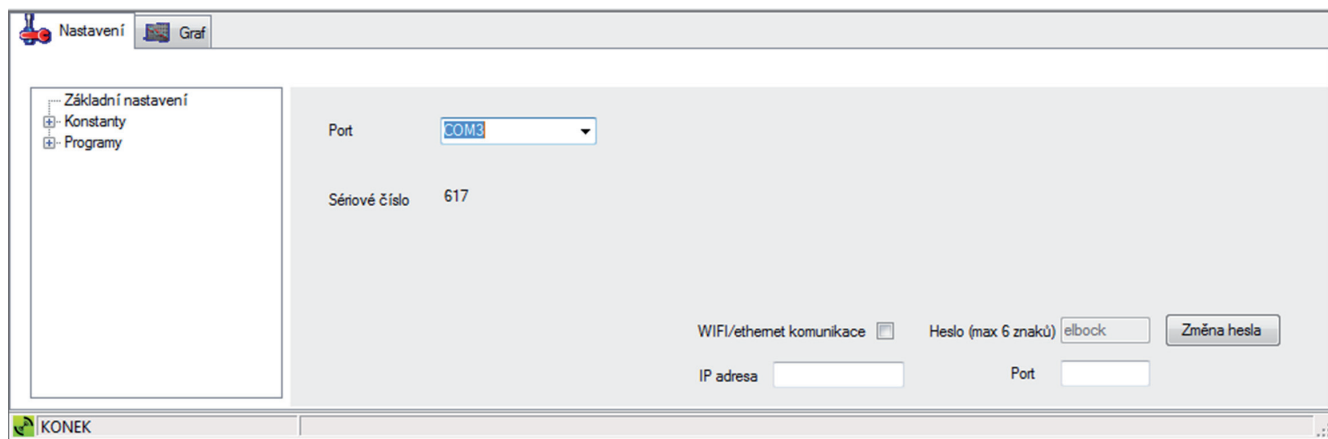 Nastavení Graf
Základní nastavení
Konstanty
Programy
Port COM3
Sériové číslo 617
WIFI/ethernet komunikace Heslo (max 6 znaků) elbock Změna hesla
IP adresa Port
KONEK